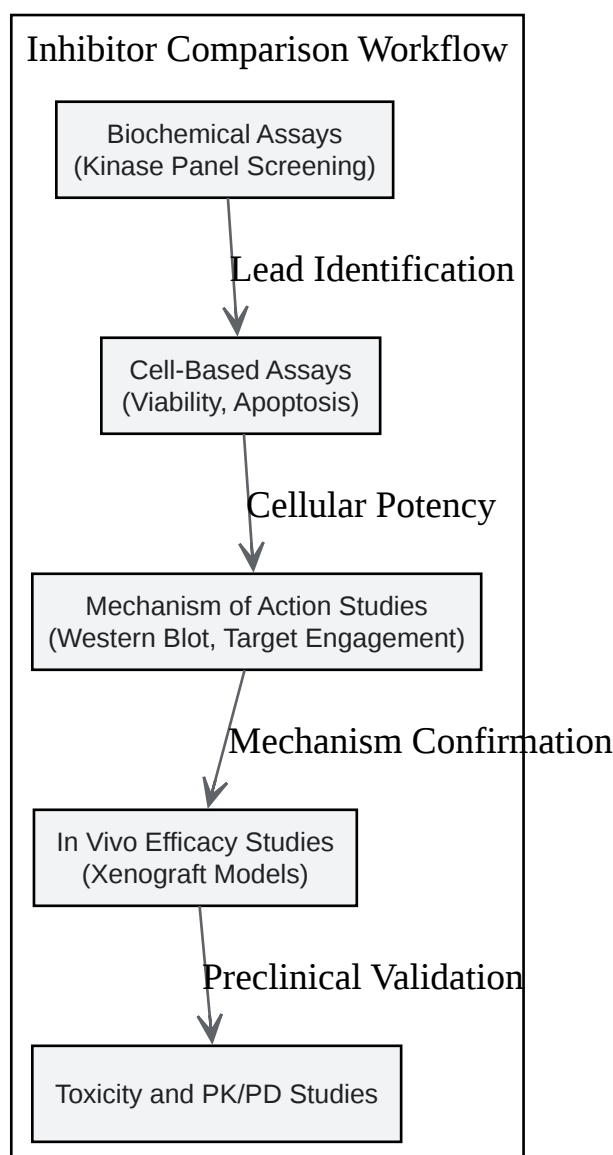 Inhibitor Comparison Workflow
Biochemical Assays
(Kinase Panel Screening)
Lead Identification
Cell-Based Assays
(Viability, Apoptosis)
Cellular Potency
Mechanism of Action Studies
(Western Blot, Target Engagement)
Mechanism Confirmation
In Vivo Efficacy Studies
(Xenograft Models)
Preclinical Validation
Toxicity and PK/PD Studies